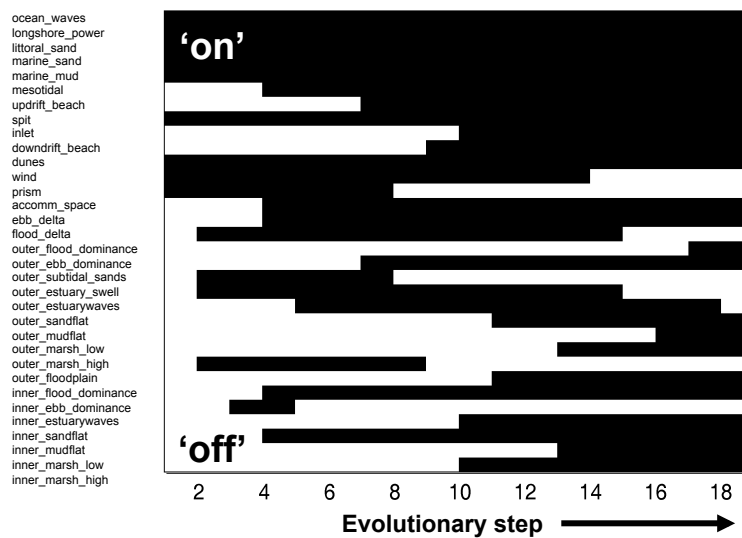 ocean_waves
longshore_power
littoral_sand
marine_sand
marine_mud
mesotidal
updrift_beach
spit
inlet
downdrift_beach
dunes
wind
prism
accomm_space
ebb_delta
flood_delta
outer_flood_dominance
outer_ebb_dominance
outer_subtidal_sands
outer_estuary_swell
outer_estuarywaves
outer_sandflat
outer_mudflat
outer_marsh_low
outer_marsh_high
outer_floodplain
inner_flood_dominance
inner_ebb_dominance
inner_estuarywaves
inner_sandflat
inner_mudflat
inner_marsh_low
inner_marsh_high
‘on’
‘off’
2 4 6 8 10 12 14 16 18
Evolutionary step